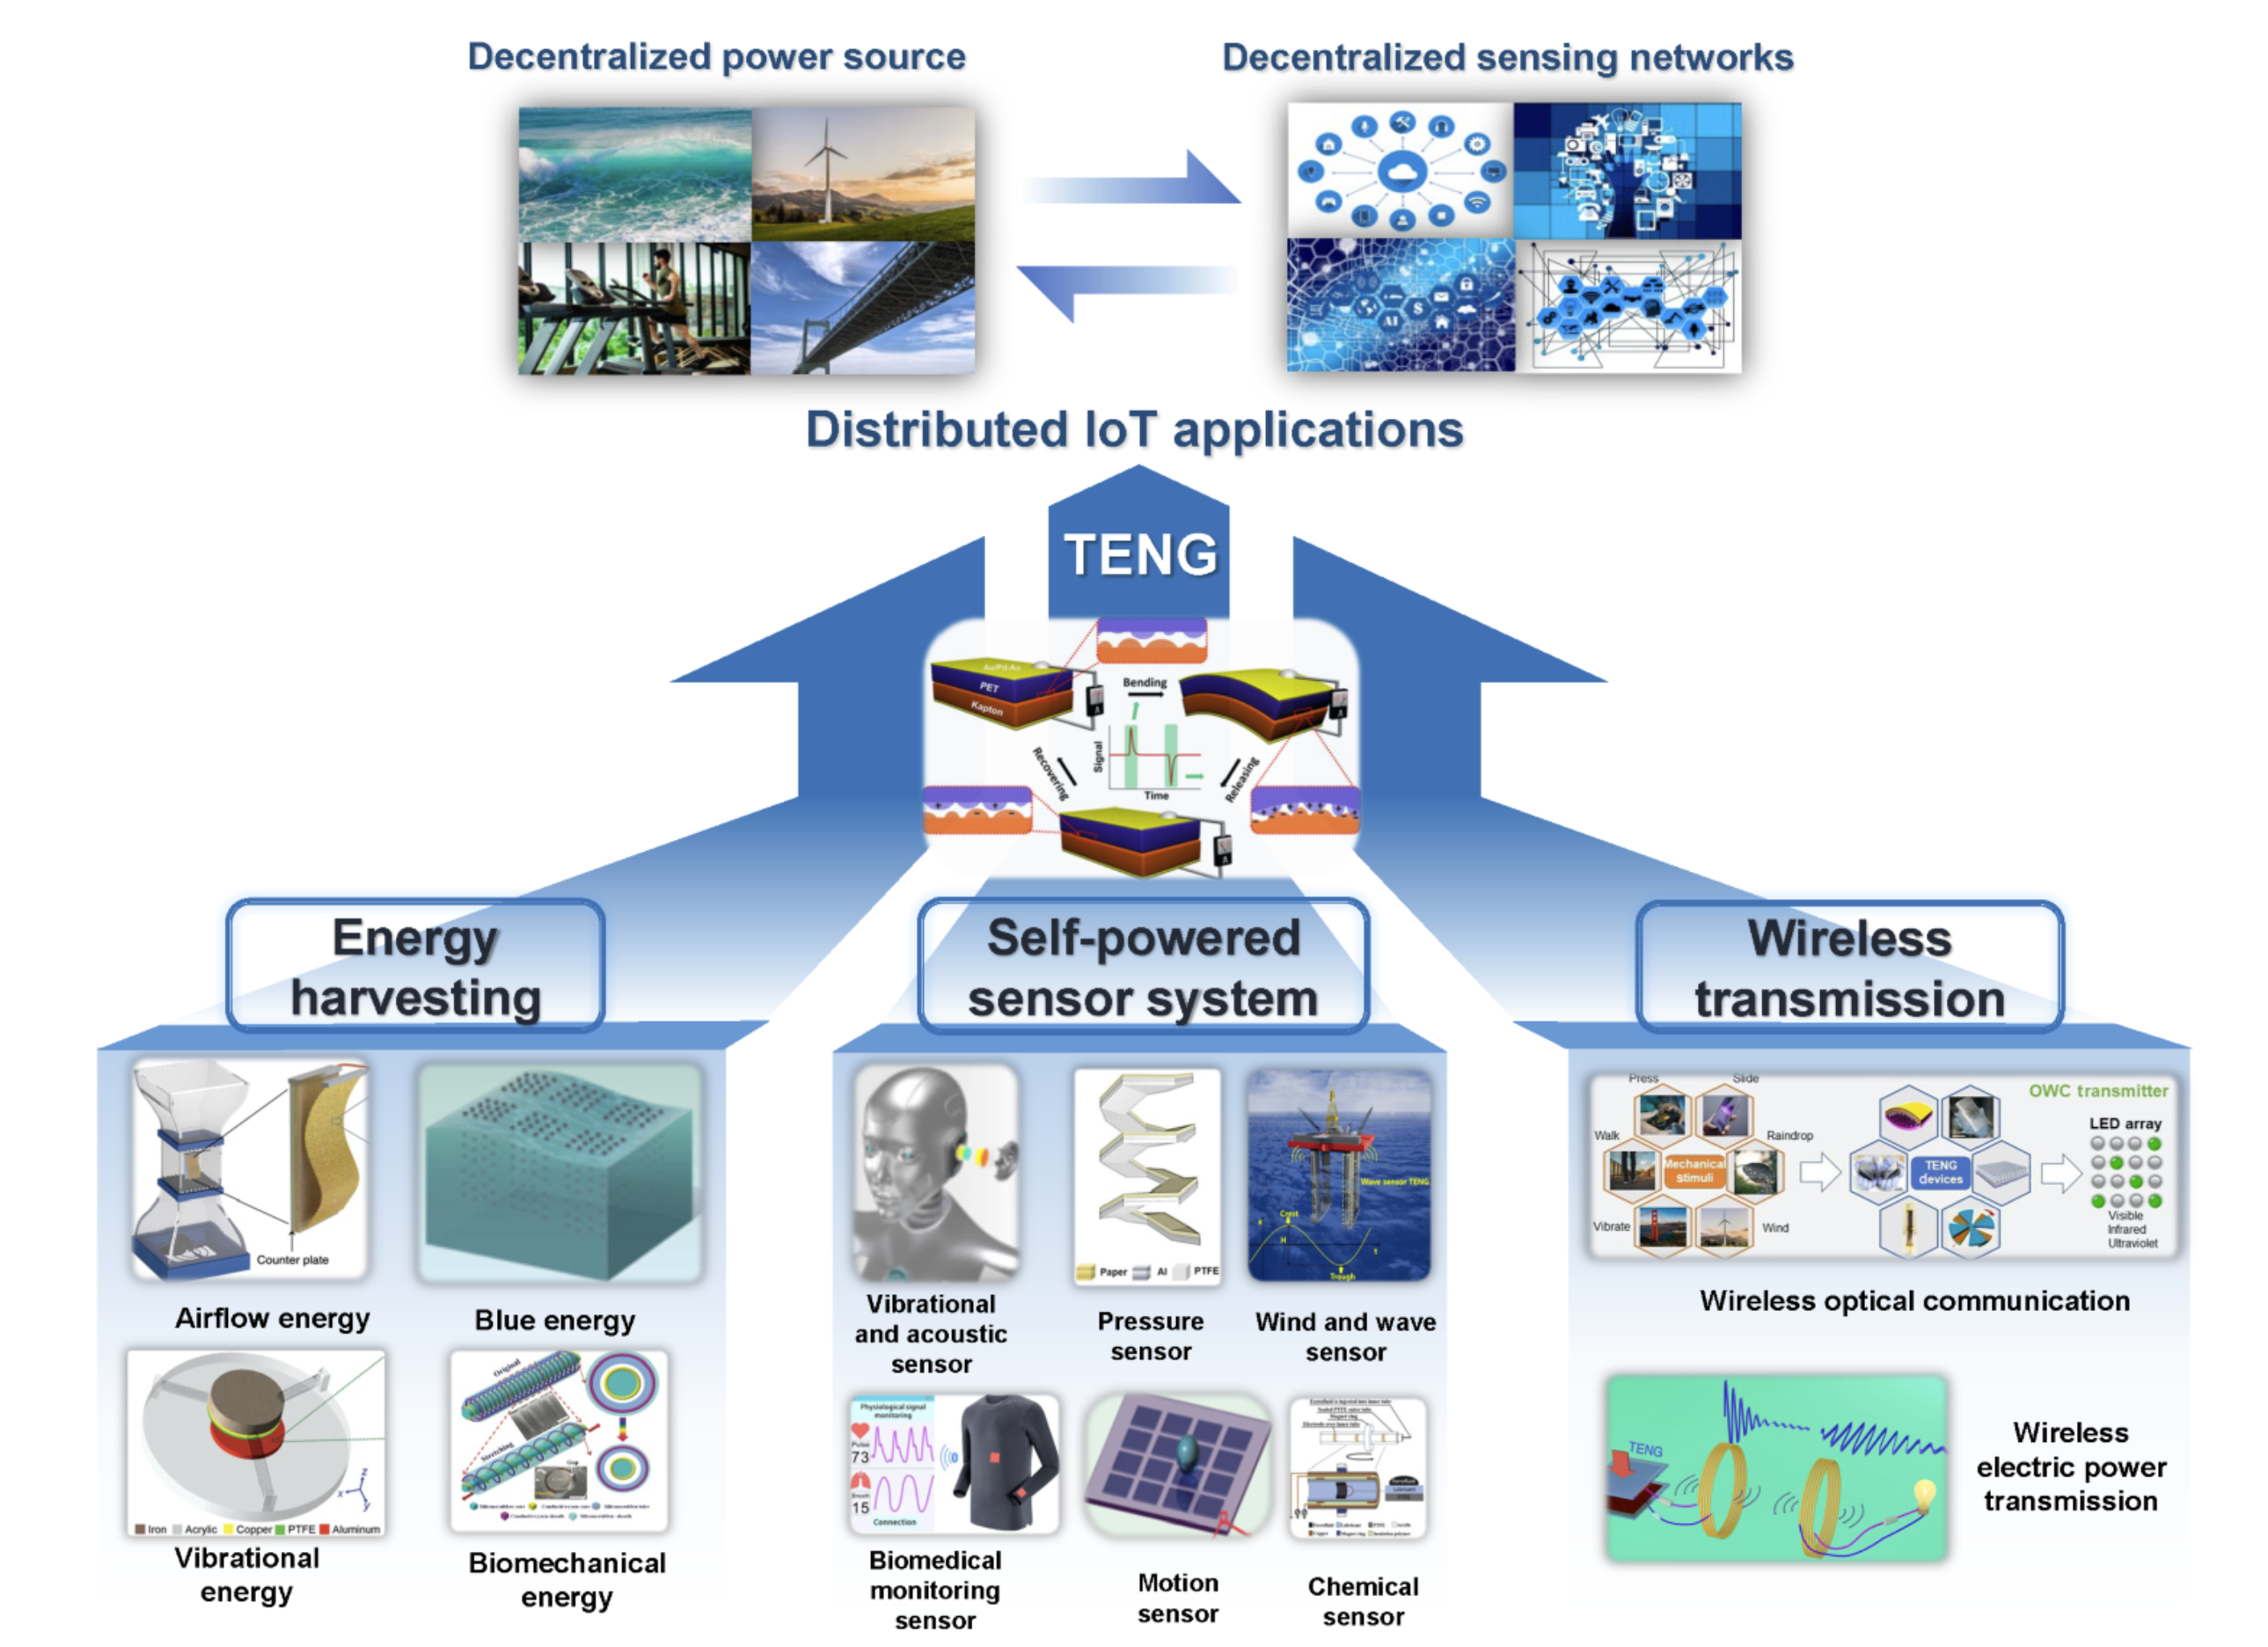 Decentralized power source
Decentralized sensing networks
AI
$
Distributed IoT applications
TENG
PET
Kapton
Bending
Signal
Time
Recovering
Releasing
Energy
harvesting
Self-powered
sensor system
Wireless
transmission
Counter plate
Airflow energy
Blue energy
Iron
Acrylic
Copper
PTFE
Aluminum
Vibrational
energy
Original
Stretching
Gap
Biomechanical
energy
Vibrational
and acoustic
sensor
Paper
Al
PTFE
Pressure
sensor
Wave sensor TENG
Crest
H
t
Trough
Wind and wave
sensor
Physiological signal
monitoring
Pulse
73
Breath
15
Connection
Biomedical
monitoring
sensor
Motion
sensor
Chemical
sensor
Press
Slide
Walk
Raindrop
Mechanical
stimuli
Vibrate
Wind
TENG
devices
OWC transmitter
LED array
Visible
Infrared
Ultraviolet
Wireless optical communication
TENG
Wireless
electric power
transmission